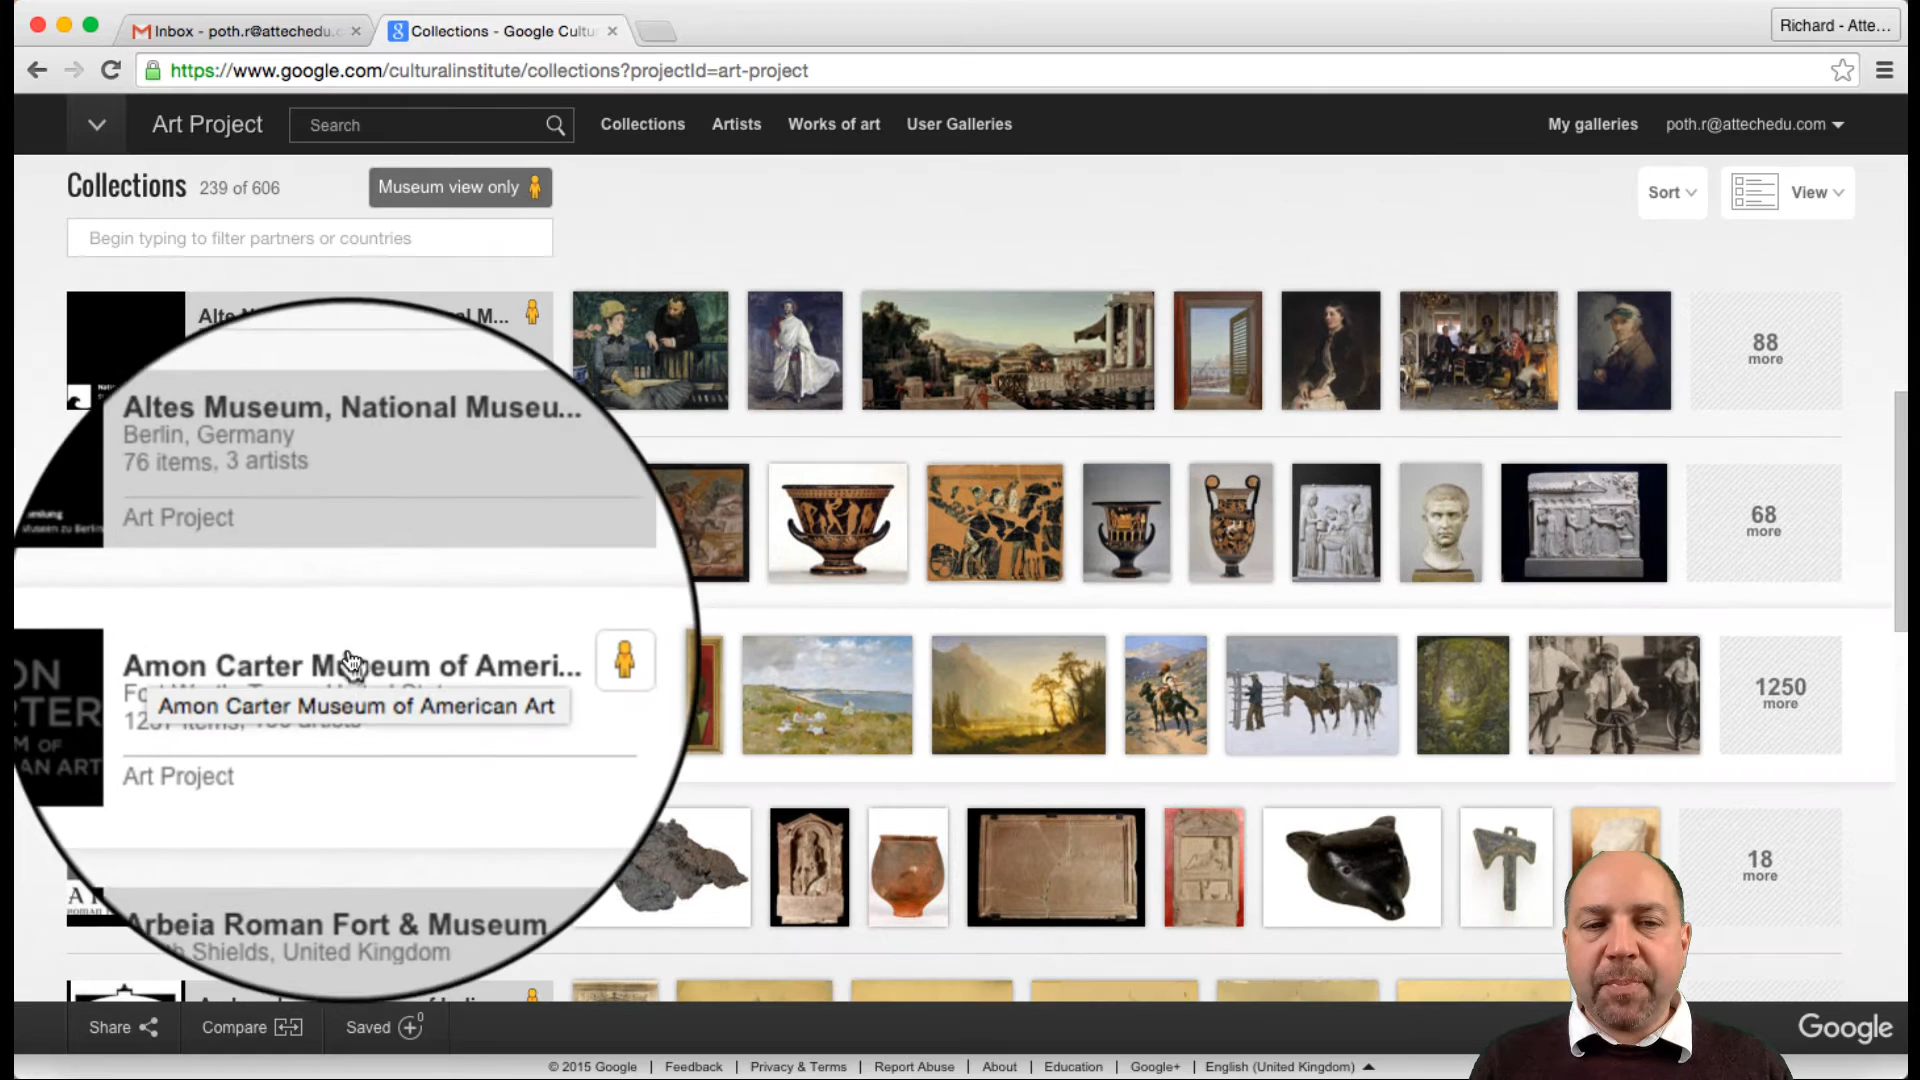 Inbox - poth.r@attechedu.
Collections - Google Cultu
Richard - Atte...
https://www.google.com/culturalinstitute/collections?projectId=art-project
Art Project
Search
Collections
Artists
Works of art
User Galleries
My galleries
poth.r@attechedu.com
Collections 239 of 606
Museum view only
Sort
View
Begin typing to filter partners or countries
88
more
Altes Museum, National Museu...
Berlin, Germany
76 items, 3 artists
Art Project
68
more
Amon Carter Museum of Ameri...
Amon Carter Museum of American Art
Art Project
1250
more
Arbeia Roman Fort & Museum
Shields, United Kingdom
18
more
Share
Compare
Saved 0
Google
© 2015 Google | Feedback | Privacy & Terms | Report Abuse | About | Education | Google+ | English (United Kingdom)